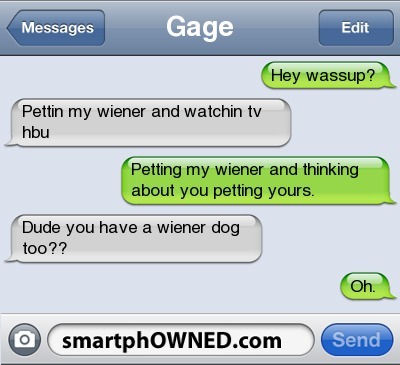 Messages
Gage
Edit
Hey wassup?
Pettin my wiener and watchin tv
hbu
Petting my wiener and thinking
about you petting yours.
Dude you have a wiener dog
too??
Oh.
smartphOWNED.com
Send